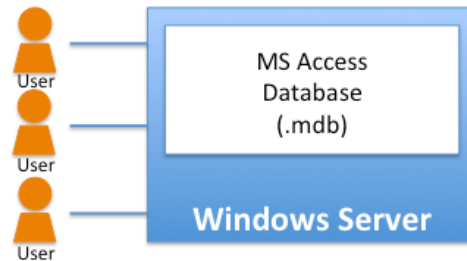 User
User
User
MS Access
Database
(.mdb)
Windows Server